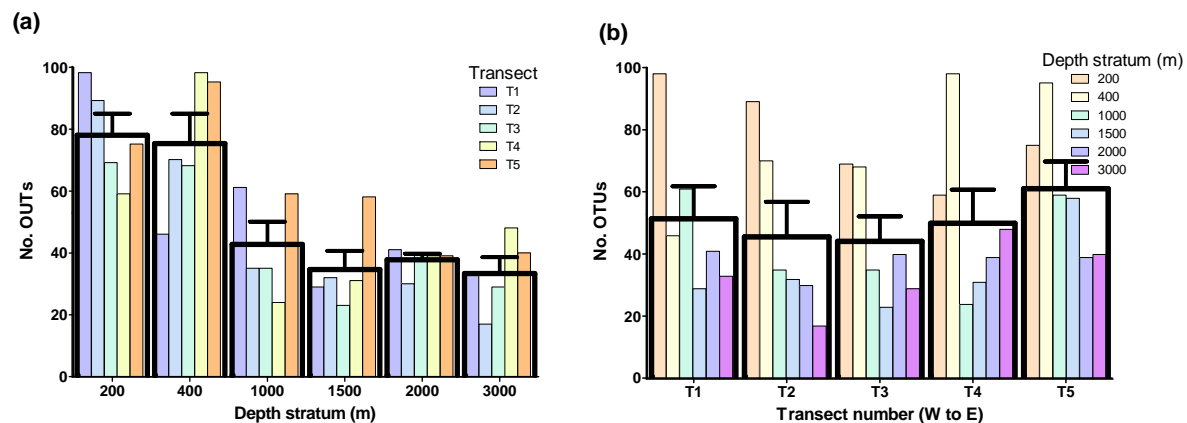 (a)
No. OUTs
100
80
60
40
20
0
Transect
T1
T2
T3
T4
T5
200 400 1000 1500 2000 3000
Depth stratum (m)
(b)
No. OTUs
100
80
60
40
20
0
Depth stratum (m)
200
400
1000
1500
2000
3000
T1 T2 T3 T4 T5
Transect number (W to E)